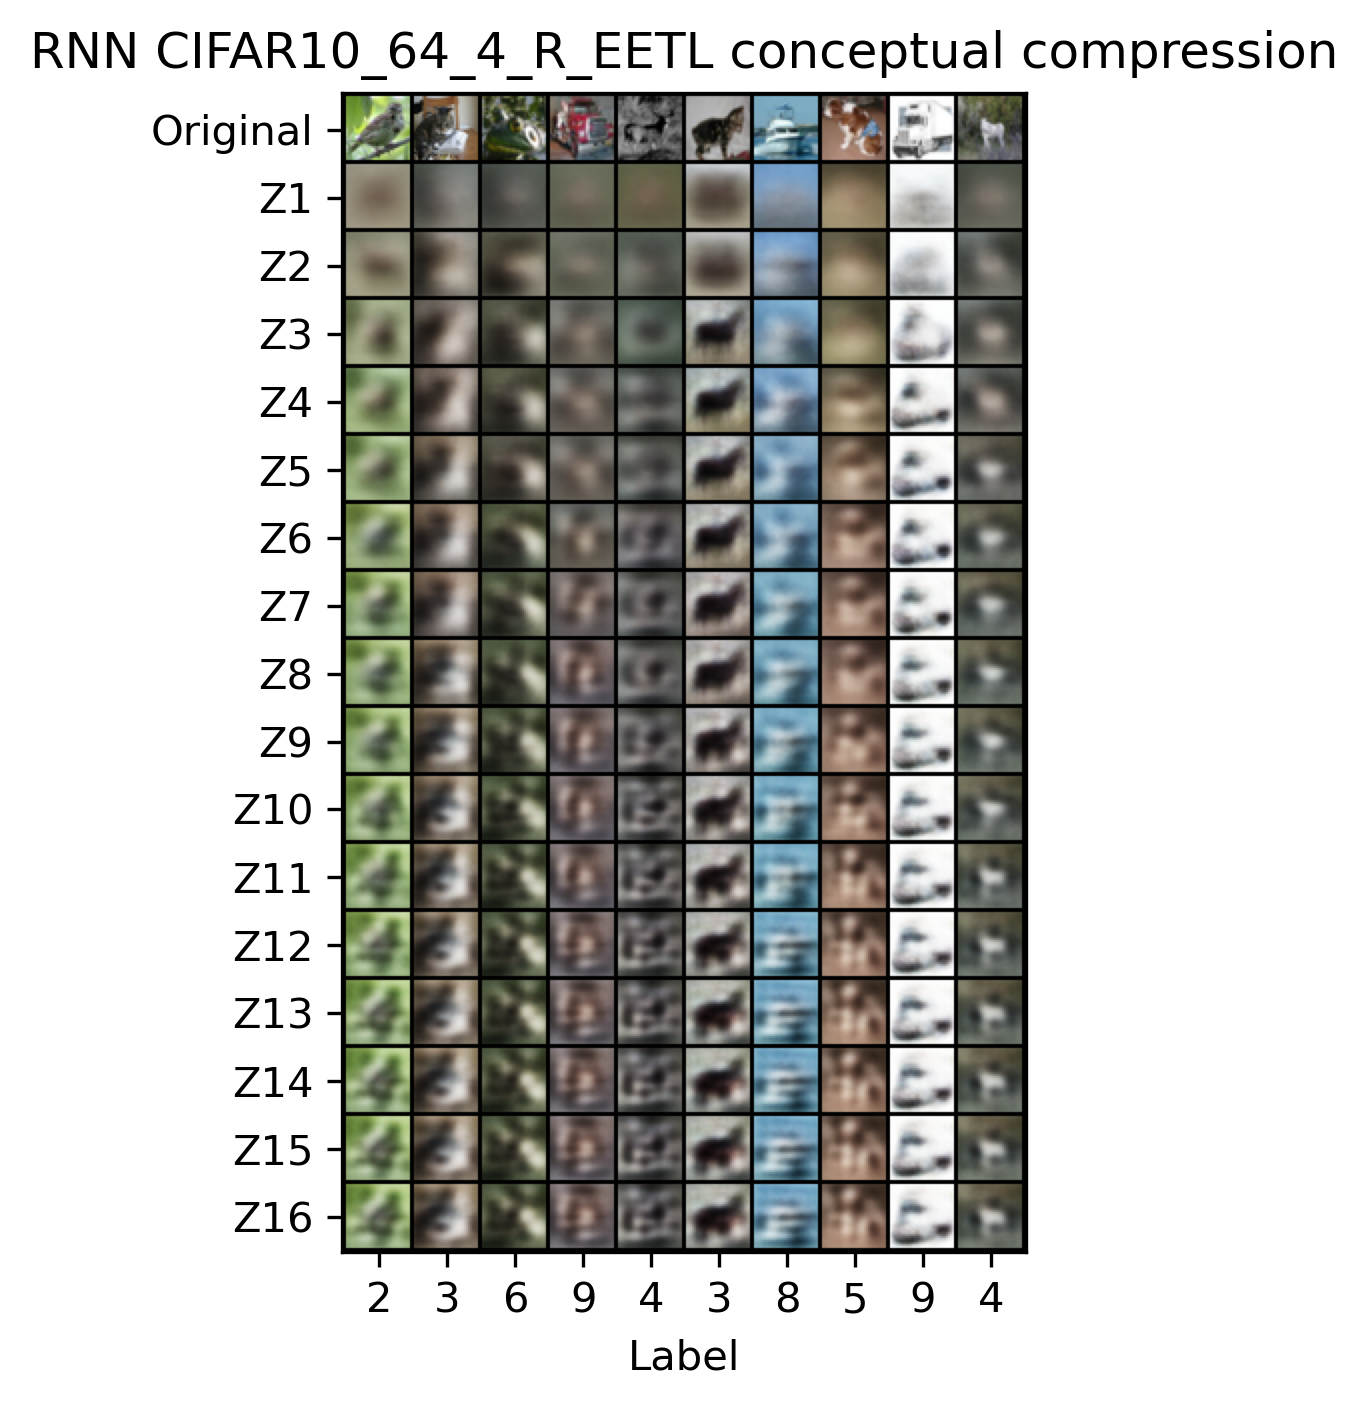 RNN CIFAR10_64_4_R_EETL conceptual compression
Original
Z1
Z2
Z3
Z4
Z5
Z6
Z7
Z8
Z9
Z10
Z11
Z12
Z13
Z14
Z15
Z16
2 3 6 9 4 3 8 5 9 4
Label